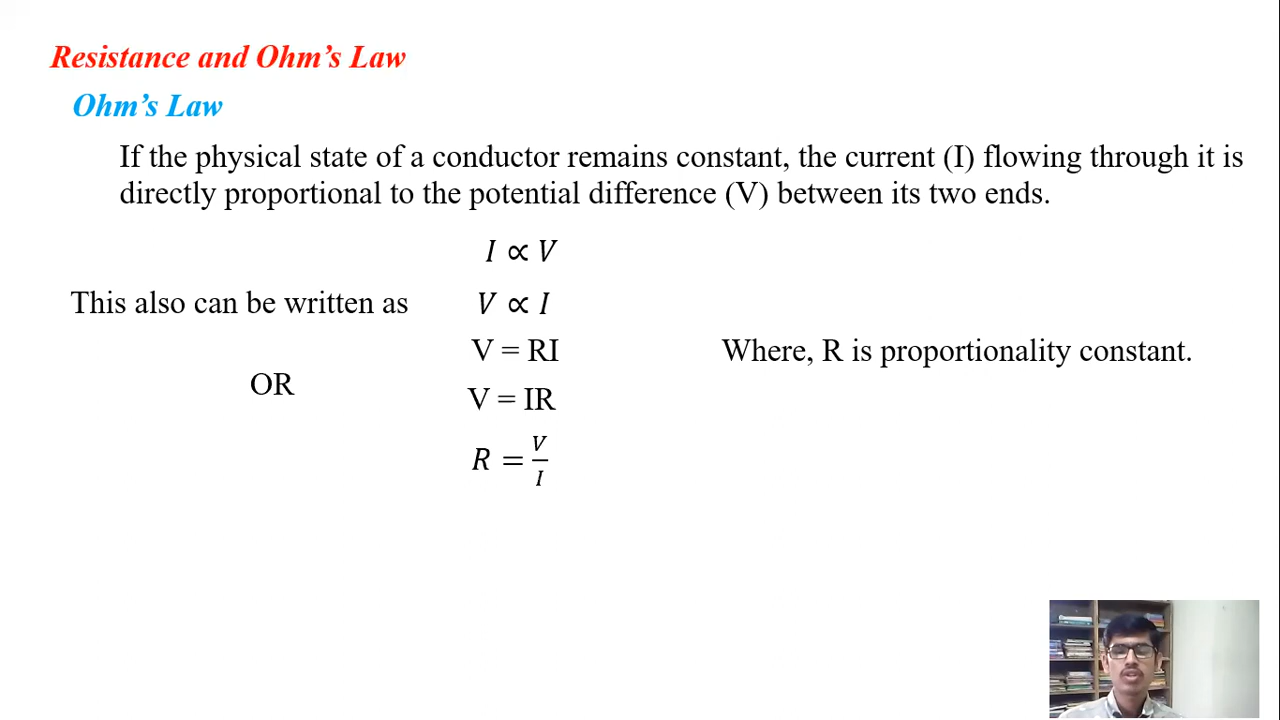 Resistance and Ohm’s Law
Ohm’s Law
If the physical state of a conductor remains constant, the current (I) flowing through it is
directly proportional to the potential difference (V) between its two ends.
I ∝ V
This also can be written as V ∝ I
V = RI Where, R is proportionality constant.
OR
V = IR
R = V/I